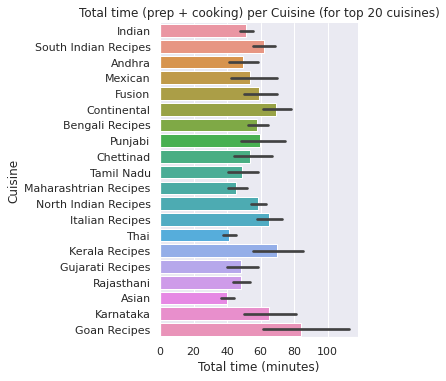 Total time (prep + cooking) per Cuisine (for top 20 cuisines)
Indian
South Indian Recipes
Andhra
Mexican
Fusion
Continental
Bengali Recipes
Punjabi
Chettinad
Tamil Nadu
Maharashtrian Recipes
North Indian Recipes
Italian Recipes
Thai
Kerala Recipes
Gujarati Recipes
Rajasthani
Asian
Karnataka
Goan Recipes
Cuisine
0 20 40 60 80 100
Total time (minutes)